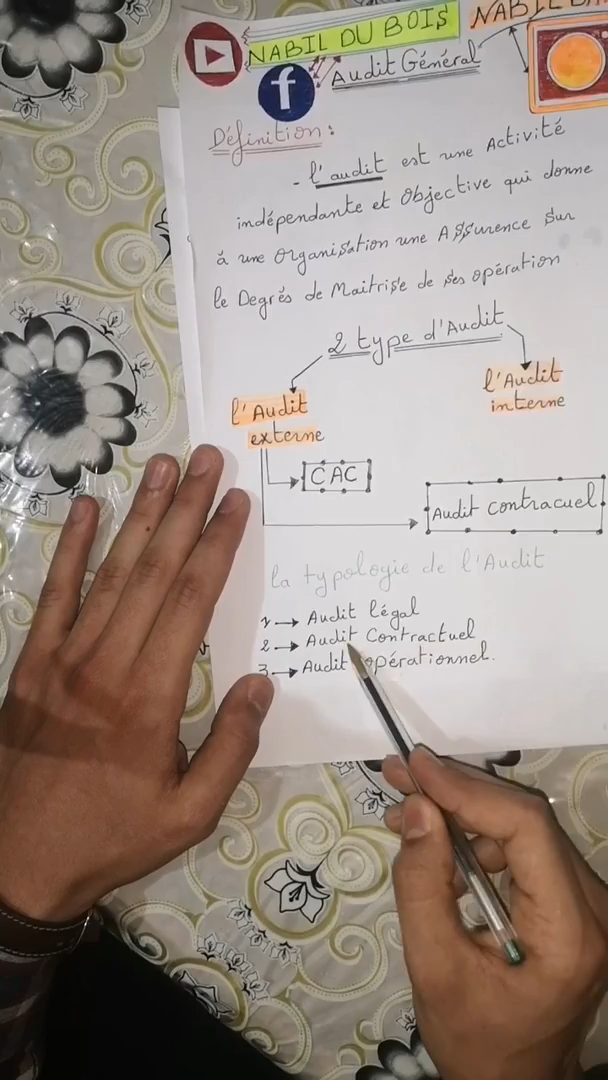 NABIL DU BOIS
NABIL
f
Audit Général
Définition :
- l'audit est une Activité
indépendante et Objective qui donne
à une Organisation une Assurence Sur
le Degrés de Maitrise de Ses opération
2 type d'Audit
l'Audit
externe
l'Audit
interne
CAC
Audit Contracuel
la typologie de l'Audit
1 → Audit légal
2 → Audit Contractuel
3 → Audit opérationnel.